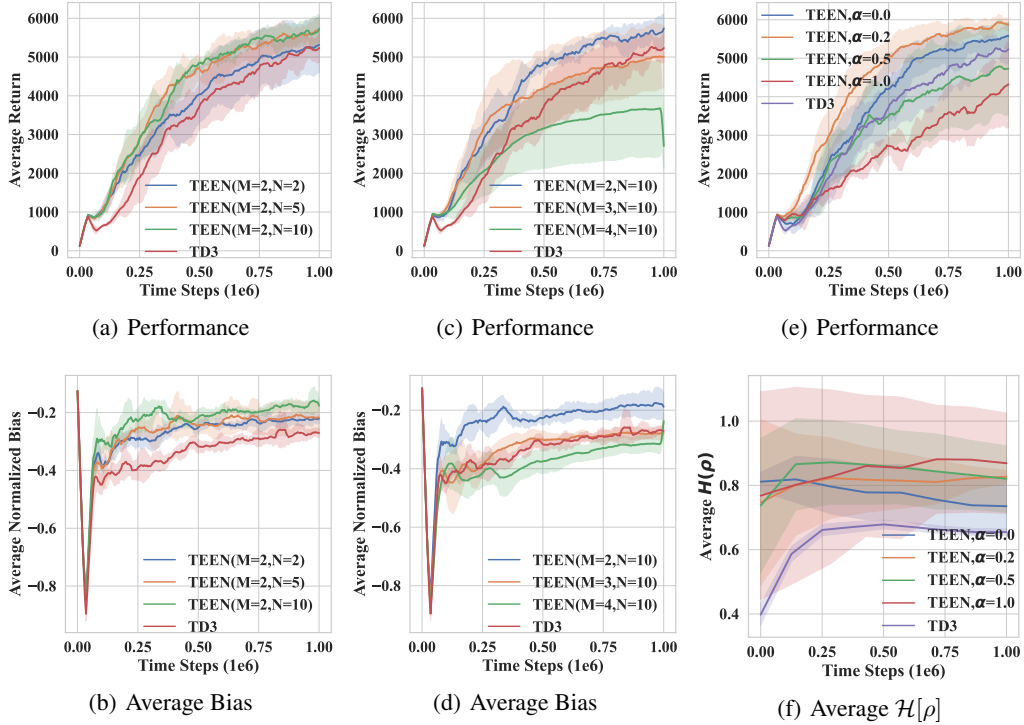 6000
5000
4000
3000
2000
1000
0
Average Return
TEEN(M=2,N=2)
TEEN(M=2,N=5)
TEEN(M=2,N=10)
TD3
0.00 0.25 0.50 0.75 1.00
Time Steps (1e6)
(a) Performance
6000
5000
4000
3000
2000
1000
0
Average Return
TEEN(M=2,N=10)
TEEN(M=3,N=10)
TEEN(M=4,N=10)
TD3
0.00 0.25 0.50 0.75 1.00
Time Steps (1e6)
(c) Performance
6000
5000
4000
3000
2000
1000
0
Average Return
TEEN,α=0.0
TEEN,α=0.2
TEEN,α=0.5
TEEN,α=1.0
TD3
0.00 0.25 0.50 0.75 1.00
Time Steps (1e6)
(e) Performance
−0.2
−0.4
−0.6
−0.8
Average Normalized Bias
TEEN(M=2,N=2)
TEEN(M=2,N=5)
TEEN(M=2,N=10)
TD3
0.00 0.25 0.50 0.75 1.00
Time Steps (1e6)
(b) Average Bias
−0.2
−0.4
−0.6
−0.8
Average Normalized Bias
TEEN(M=2,N=10)
TEEN(M=3,N=10)
TEEN(M=4,N=10)
TD3
0.00 0.25 0.50 0.75 1.00
Time Steps (1e6)
(d) Average Bias
1.0
0.8
0.6
0.4
Average H(ρ)
TEEN,α=0.0
TEEN,α=0.2
TEEN,α=0.5
TEEN,α=1.0
TD3
0.00 0.25 0.50 0.75 1.00
Time Steps (1e6)
(f) Average ℋ[ρ]